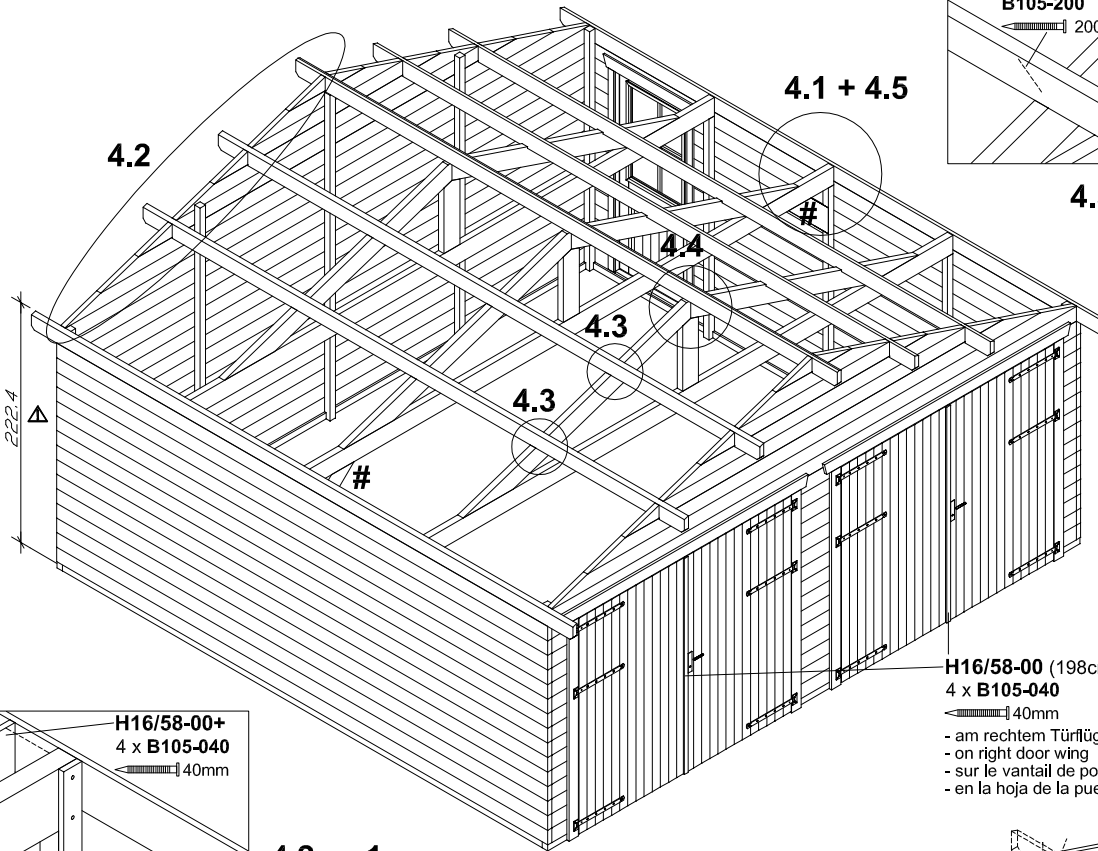 B105-200
200
4.1 + 4.5
4.2
4.
#
4.4
4.3
222.4
4.3
#
H16/58-00 (198c
4 x B105-040
40mm
- am rechtem Türflüg
- on right door wing
- sur le vantail de po
- en la hoja de la pue
H16/58-00+
4 x B105-040
40mm